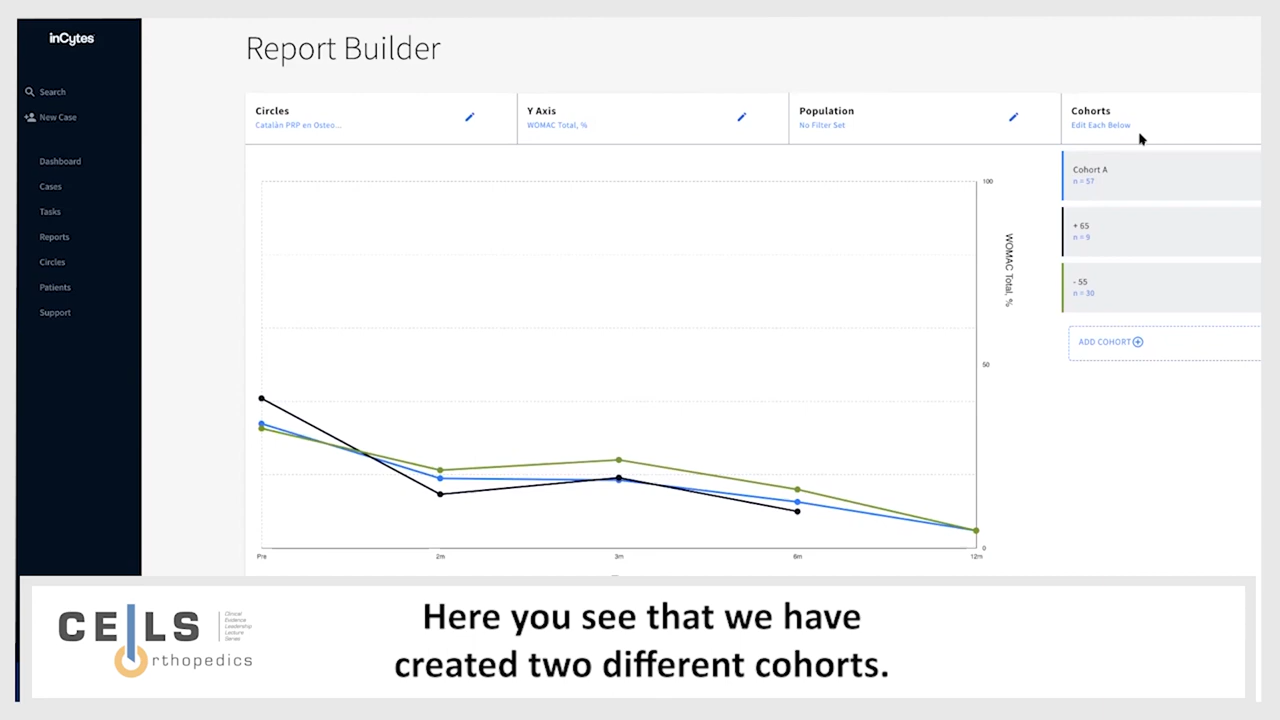 inCytes
Report Builder
Search
New Case
Dashboard
Cases
Tasks
Reports
Circles
Patients
Support
Circles
Catalàn PRP en Osteo...
Y Axis
WOMAC Total, %
Population
No Filter Set
Cohorts
Edit Each Below
Cohort A
n = 57
+ 65
n = 9
- 55
n = 30
ADD COHORT
100
50
0
WOMAC Total, %
Pre
2m
3m
6m
12m
CELLS
Clinical
Evidence
Leadership
Lecture
Series
Orthopedics
Here you see that we have
created two different cohorts.